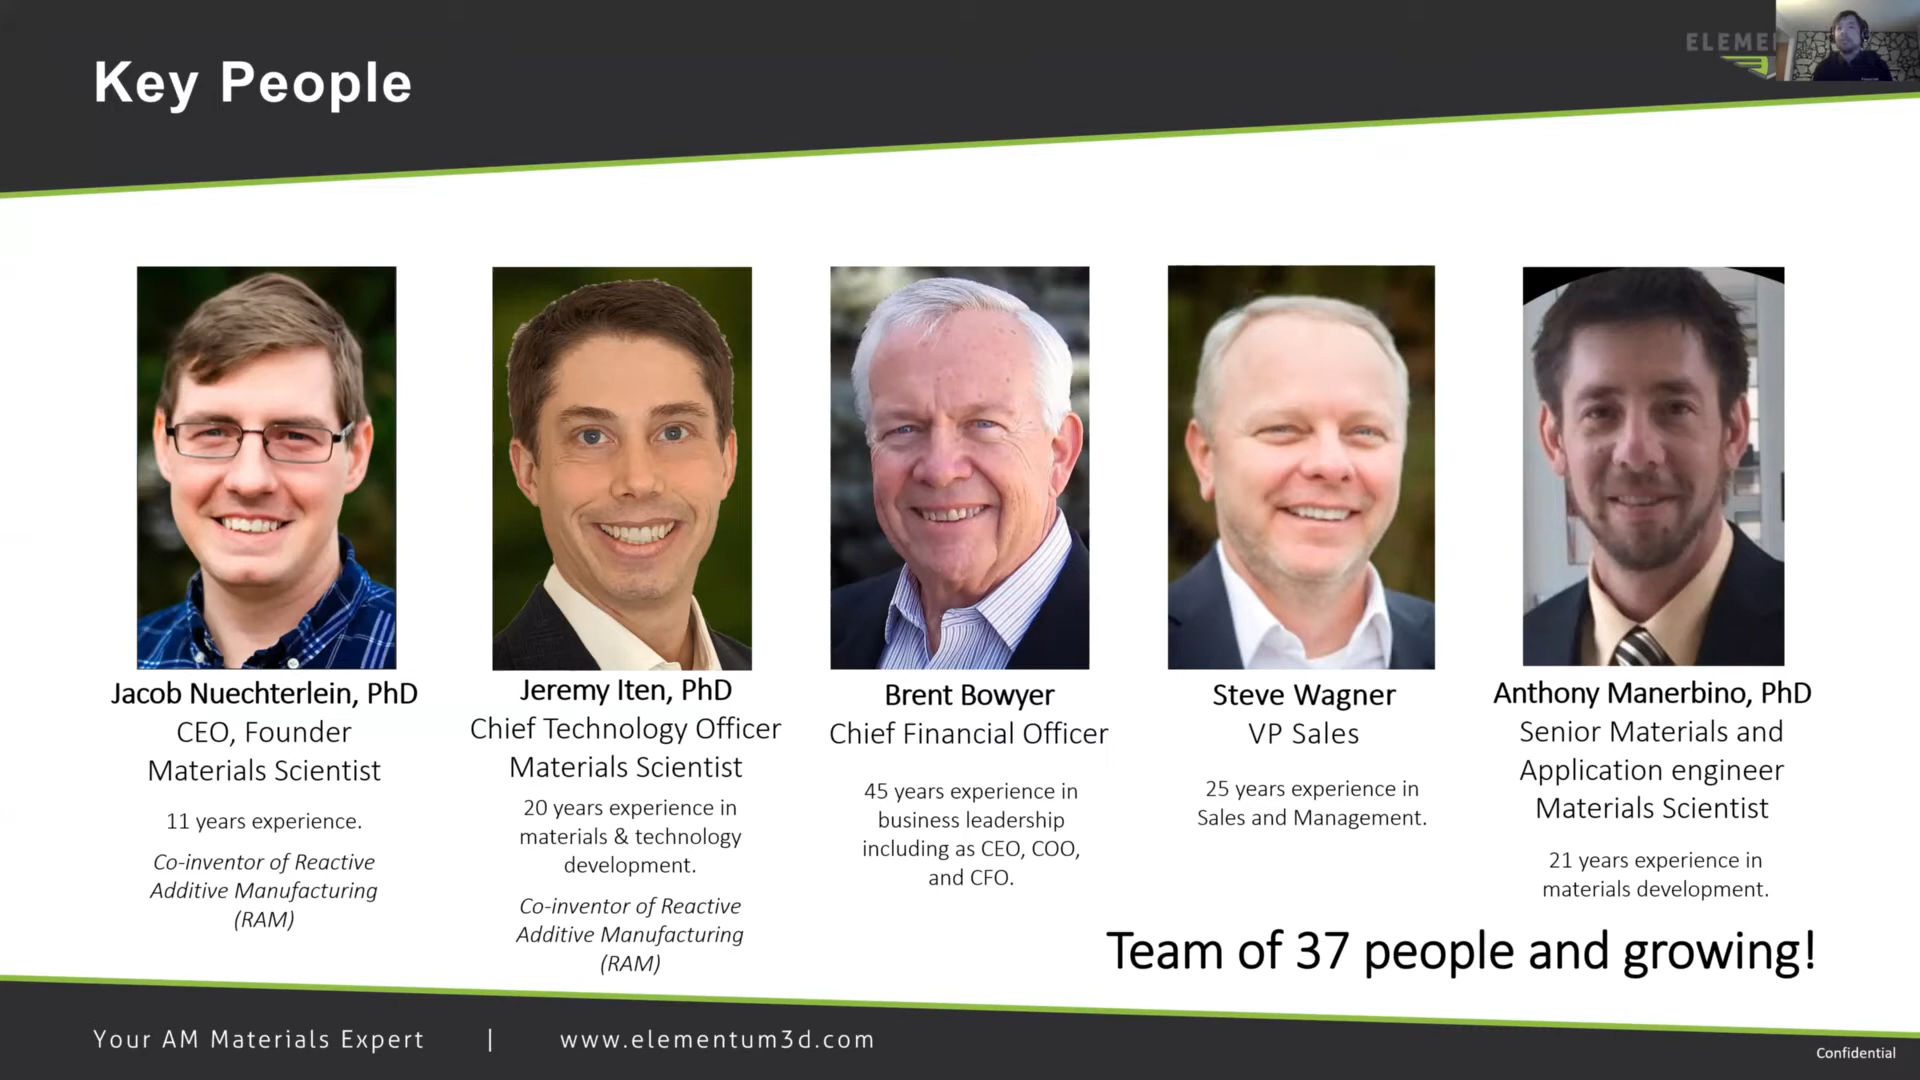 Key People
ELEME
Jacob Nuechterlein, PhD
CEO, Founder
Materials Scientist
11 years experience.
Co-inventor of Reactive
Additive Manufacturing
(RAM)
Jeremy Iten, PhD
Chief Technology Officer
Materials Scientist
20 years experience in
materials & technology
development.
Co-inventor of Reactive
Additive Manufacturing
(RAM)
Brent Bowyer
Chief Financial Officer
45 years experience in
business leadership
including as CEO, COO,
and CFO.
Steve Wagner
VP Sales
25 years experience in
Sales and Management.
Anthony Manerbino, PhD
Senior Materials and
Application engineer
Materials Scientist
21 years experience in
materials development.
Team of 37 people and growing!
Your AM Materials Expert | www.elementum3d.com
Confidential